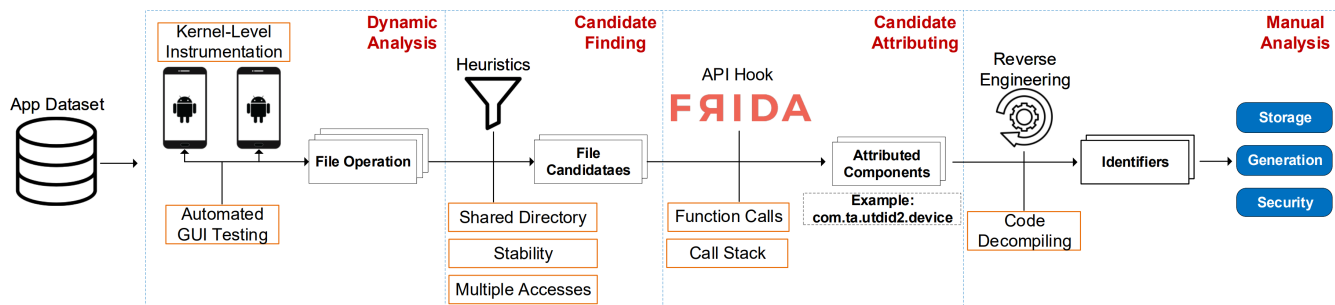 App Dataset
Dynamic
Analysis
Kernel-Level
Instrumentation
File Operation
Automated
GUI Testing
Candidate
Finding
Heuristics
File
Candidataes
Shared Directory
Stability
Multiple Accesses
Candidate
Attributing
API Hook
FЯIDA
Attributed
Components
Example:
com.ta.utdid2.device
Function Calls
Call Stack
Manual
Analysis
Reverse
Engineering
Identifiers
Code
Decompiling
Storage
Generation
Security